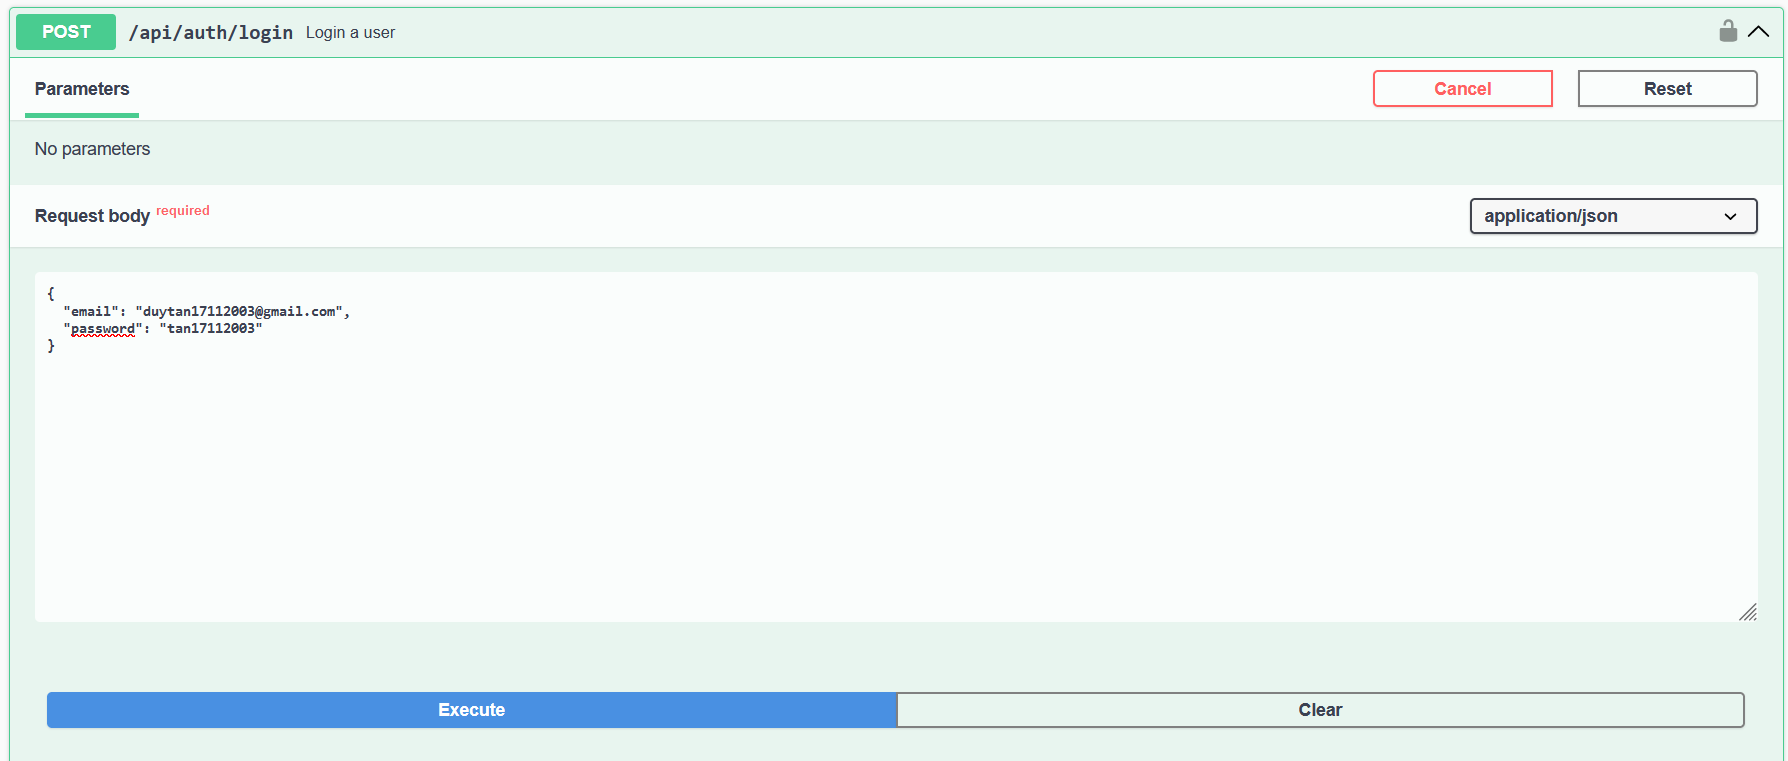 POST /api/auth/login Login a user
Parameters Cancel Reset
No parameters
Request body required application/json
{
"email": "duytan17112003@gmail.com",
"password": "tan17112003"
}
Execute Clear